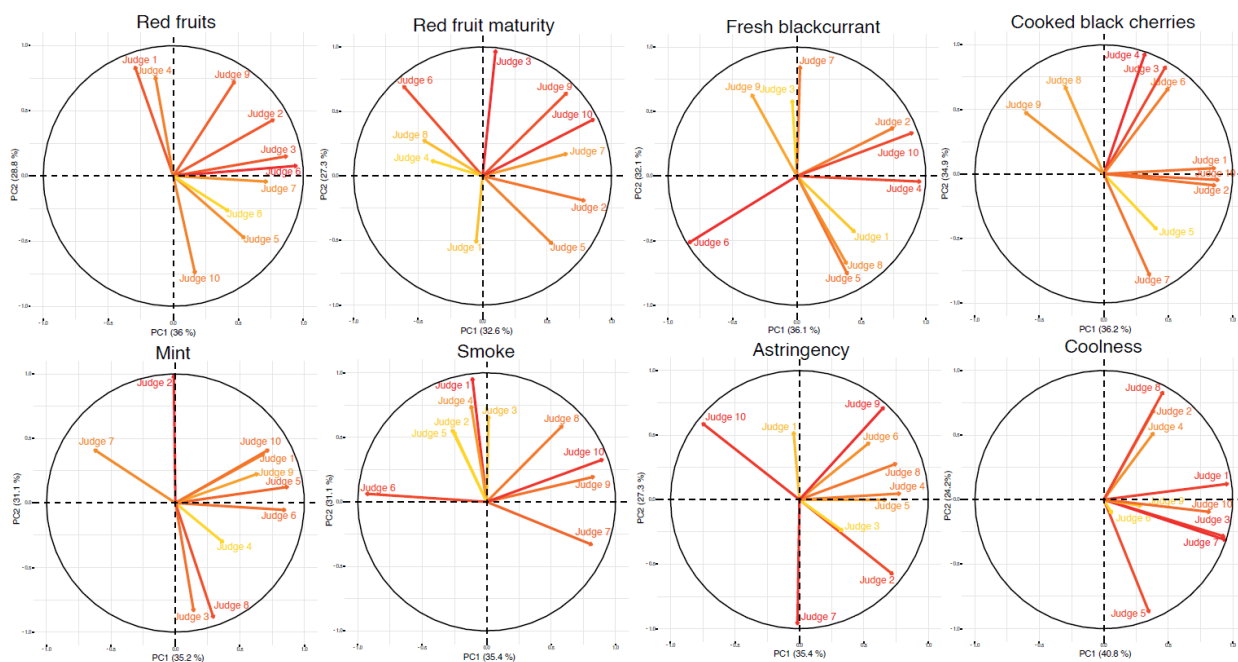 Red fruits
Judge 1
Judge 4
Judge 9
Judge 2
Judge 3
Judge 6
Judge 7
Judge 8
Judge 5
Judge 10
PC2 (28.8 %)
PC1 (36 %)
Red fruit maturity
Judge 3
Judge 6
Judge 9
Judge 10
Judge 8
Judge 7
Judge 4
Judge 2
Judge
Judge 5
PC2 (27.3 %)
PC1 (32.6 %)
Fresh blackcurrant
Judge 7
Judge 9
Judge 3
Judge 2
Judge 10
Judge 4
Judge 1
Judge 6
Judge 8
Judge 5
PC2 (32.1 %)
PC1 (36.1 %)
Cooked black cherries
Judge 4
Judge 3
Judge 8
Judge 6
Judge 9
Judge 1
Judge 10
Judge 2
Judge 5
Judge 7
PC2 (34.9 %)
PC1 (36.2 %)
Mint
Judge 2
Judge 7
Judge 10
Judge 1
Judge 9
Judge 5
Judge 6
Judge 4
Judge 8
Judge 3
PC2 (31.1 %)
PC1 (35.2 %)
Smoke
Judge 1
Judge 4
Judge 3
Judge 2
Judge 8
Judge 5
Judge 10
Judge 9
Judge 6
Judge 7
PC2 (31.1 %)
PC1 (35.4 %)
Astringency
Judge 9
Judge 10
Judge 1
Judge 6
Judge 8
Judge 4
Judge 5
Judge 3
Judge 2
Judge 7
PC2 (27.3 %)
PC1 (35.4 %)
Coolness
Judge 8
Judge 2
Judge 4
Judge 1
Judge 10
Judge 6
Judge 3
Judge 7
Judge 5
PC2 (24.2%)
PC1 (40.8 %)